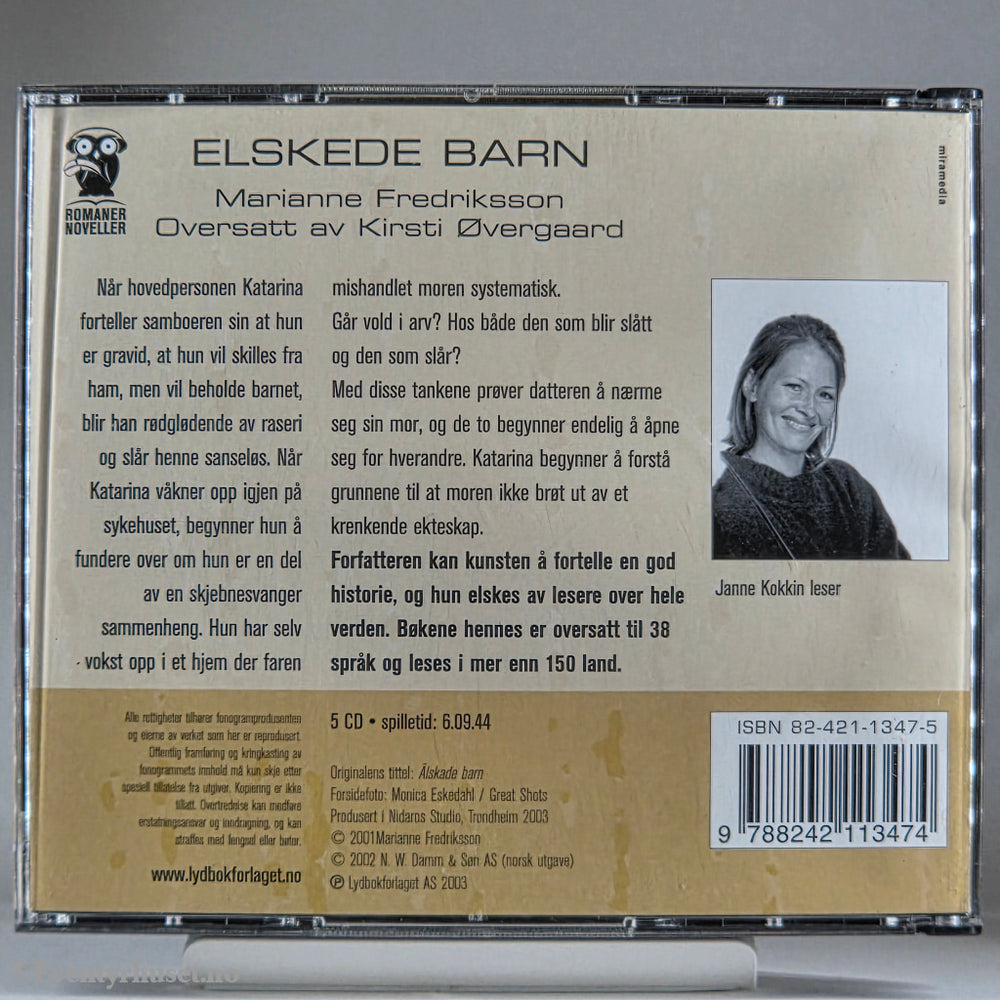 ELSKEDE BARN
Marianne Fredriksson
Oversatt av Kirsti Øvergaard
ROMANER
NOVELLER
miramedia
Når hovedpersonen Katarina
forteller samboeren sin at hun
er gravid, at hun vil skilles fra
ham, men vil beholde barnet,
blir han rødglødende av raseri
og slår henne sanseløs. Når
Katarina våkner opp igjen på
sykehuset, begynner hun å
fundere over om hun er en del
av en skjebnesvanger
sammenheng. Hun har selv
vokst opp i et hjem der faren
mishandlet moren systematisk.
Går vold i arv? Hos både den som blir slått
og den som slår?
Med disse tankene prøver datteren å nærme
seg sin mor, og de to begynner endelig å åpne
seg for hverandre. Katarina begynner å forstå
grunnene til at moren ikke brøt ut av et
krenkende ekteskap.
Forfatteren kan kunsten å fortelle en god
historie, og hun elskes av lesere over hele
verden. Bøkene hennes er oversatt til 38
språk og leses i mer enn 150 land.
Janne Kokkin leser
Alle rettigheter tilhører fonogramprodusenten
og eierne av verket som her er reprodusert.
Offentlig framføring og kringkasting av
fonogrammets innhold må kun skje etter
spesiell tillatelse fra utgiver. Kopiering er ikke
tillatt. Overtredelse kan medføre
erstatningsansvar og inndragning, og kan
straffes med fengsel eller bøter.
www.lydbokforlaget.no
5 CD • spilletid: 6.09.44
Originalens tittel: Älskade barn
Forsidefoto: Monica Eskedahl / Great Shots
Produsert i Nidaros Studio, Trondheim 2003
© 2001 Marianne Fredriksson
© 2002 N. W. Damm & Søn AS (norsk utgave)
℗ Lydbokforlaget AS 2003
ISBN 82-421-1347-5
9 788242 113474